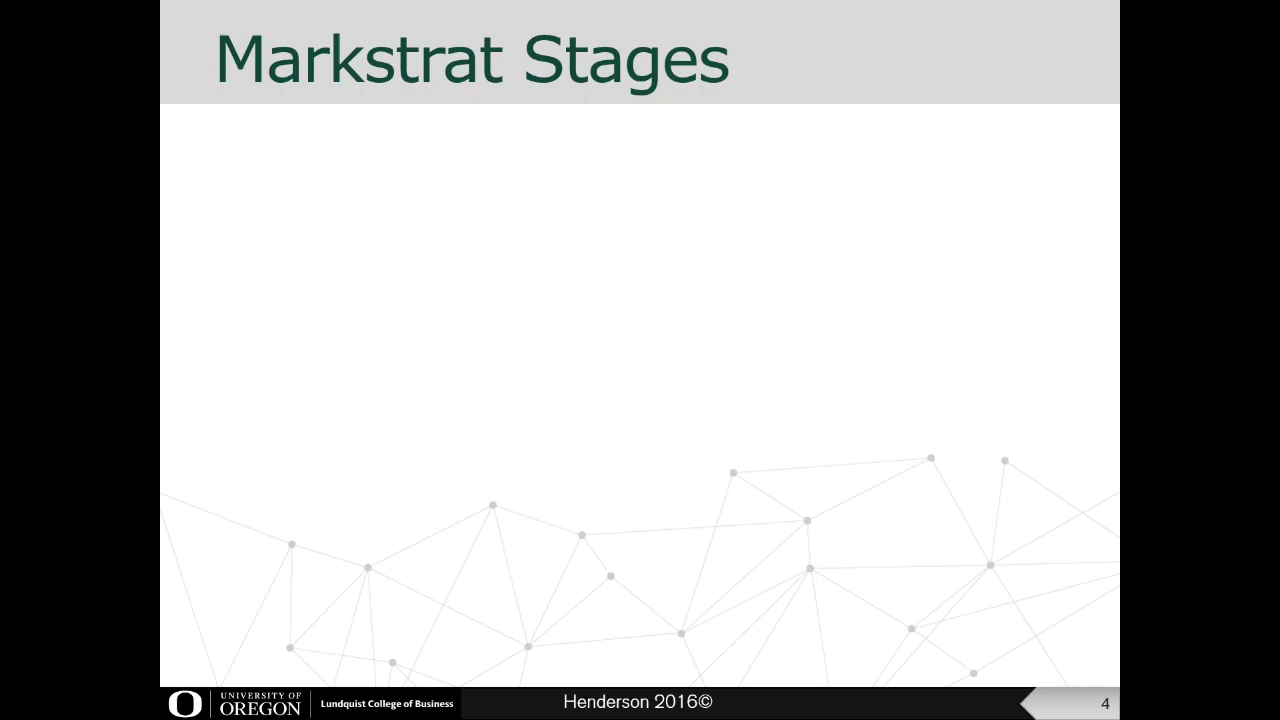 Markstrat Stages
UNIVERSITY OF
OREGON
Lundquist College of Business
Henderson 2016©
4